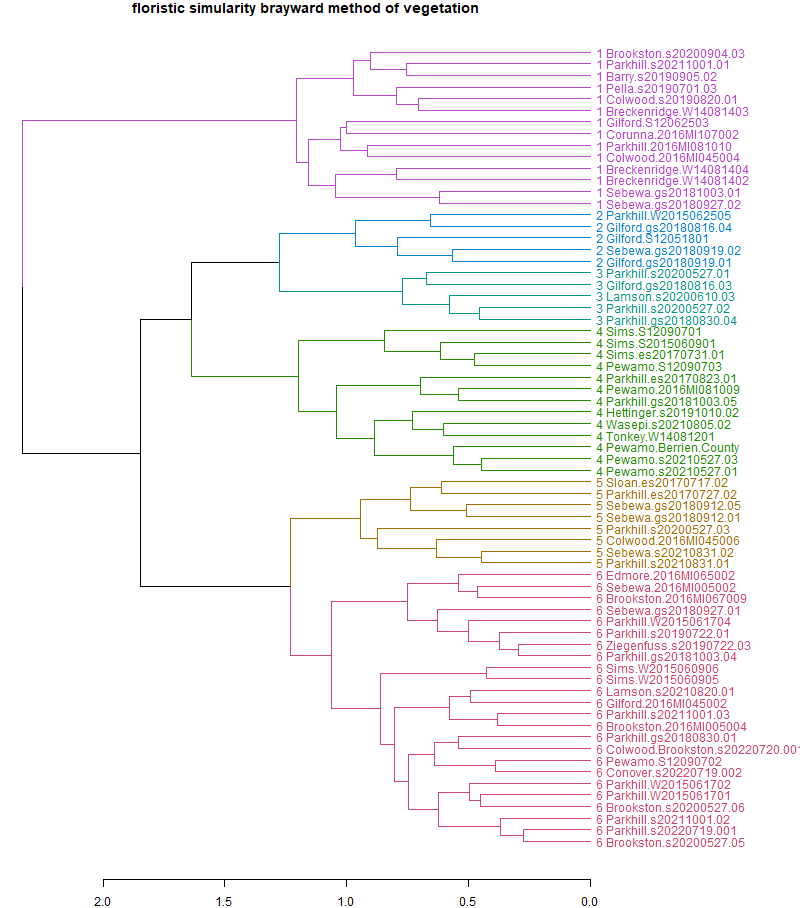 floristic simularity brayward method of vegetation
1 Brookston.s20200904.03
1 Parkhill.s20211001.01
1 Barry.s20190905.02
1 Pella.s20190701.03
1 Colwood.s20190820.01
1 Breckenridge.W14081403
1 Gilford.S12062503
1 Corunna.2016MI107002
1 Parkhill.2016MI081010
1 Colwood.2016MI045004
1 Breckenridge.W14081404
1 Breckenridge.W14081402
1 Sebewa.gs20181003.01
1 Sebewa.gs20180927.02
2 Parkhill.W2015062505
2 Gilford.gs20180816.04
2 Gilford.S12051801
2 Sebewa.gs20180919.02
2 Gilford.gs20180919.01
3 Parkhill.s20200527.01
3 Gilford.gs20180816.03
3 Lamson.s20200610.03
3 Parkhill.s20200527.02
3 Parkhill.gs20180830.04
4 Sims.S12090701
4 Sims.S2015060901
4 Sims.es20170731.01
4 Pewamo.S12090703
4 Parkhill.es20170823.01
4 Pewamo.2016MI081009
4 Parkhill.gs20181003.05
4 Hettinger.s20191010.02
4 Wasepi.s20210805.02
4 Tonkey.W14081201
4 Pewamo.Berrien.County
4 Pewamo.s20210527.03
4 Pewamo.s20210527.01
5 Sloan.es20170717.02
5 Parkhill.es20170727.02
5 Sebewa.gs20180912.05
5 Sebewa.gs20180912.01
5 Parkhill.s20200527.03
5 Colwood.2016MI045006
5 Sebewa.s20210831.02
5 Parkhill.s20210831.01
6 Edmore.2016MI065002
6 Sebewa.2016MI005002
6 Brookston.2016MI067009
6 Sebewa.gs20180927.01
6 Parkhill.W2015061704
6 Parkhill.s20190722.01
6 Ziegenfuss.s20190722.03
6 Parkhill.gs20181003.04
6 Sims.W2015060906
6 Sims.W2015060905
6 Lamson.s20210820.01
6 Gilford.2016MI045002
6 Parkhill.s20211001.03
6 Brookston.2016MI005004
6 Parkhill.gs20180830.01
6 Colwood.Brookston.s20220720.001
6 Pewamo.S12090702
6 Conover.s20220719.002
6 Parkhill.W2015061702
6 Parkhill.W2015061701
6 Brookston.s20200527.06
6 Parkhill.s20211001.02
6 Parkhill.s20220719.001
6 Brookston.s20200527.05
2.0 1.5 1.0 0.5 0.0